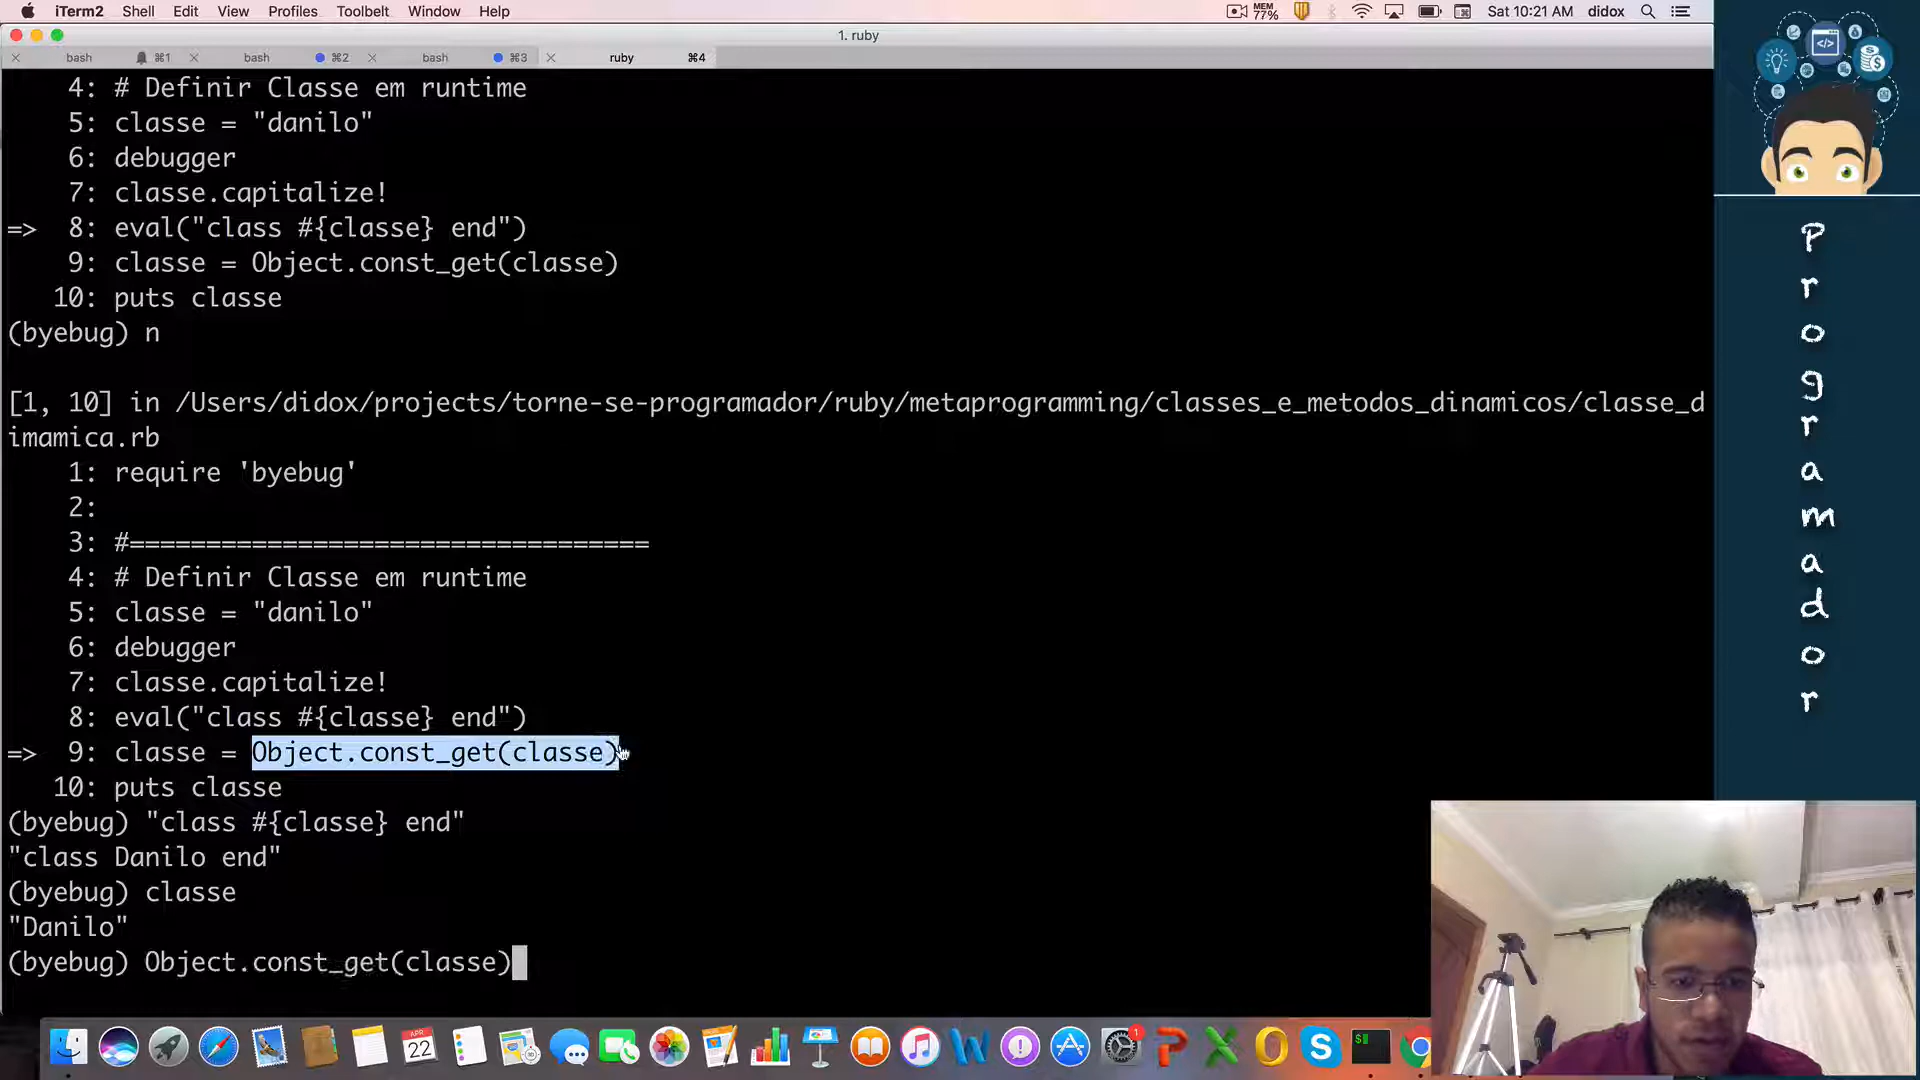 iTerm2 Shell Edit View Profiles Toolbelt Window Help MEM 77% Sat 10:21 AM didox
1. ruby
bash ⌘1 bash ⌘2 bash ⌘3 ruby ⌘4
4: # Definir Classe em runtime
5: classe = "danilo"
6: debugger
7: classe.capitalize!
=> 8: eval("class #{classe} end")
9: classe = Object.const_get(classe)
10: puts classe
(byebug) n
[1, 10] in /Users/didox/projects/torne-se-programador/ruby/metaprogramming/classes_e_metodos_dinamicos/classe_d
imamica.rb
1: require 'byebug'
2:
3: #==================================
4: # Definir Classe em runtime
5: classe = "danilo"
6: debugger
7: classe.capitalize!
8: eval("class #{classe} end")
=> 9: classe = Object.const_get(classe)
10: puts classe
(byebug) "class #{classe} end"
"class Danilo end"
(byebug) classe
"Danilo"
(byebug) Object.const_get(classe)
Programador